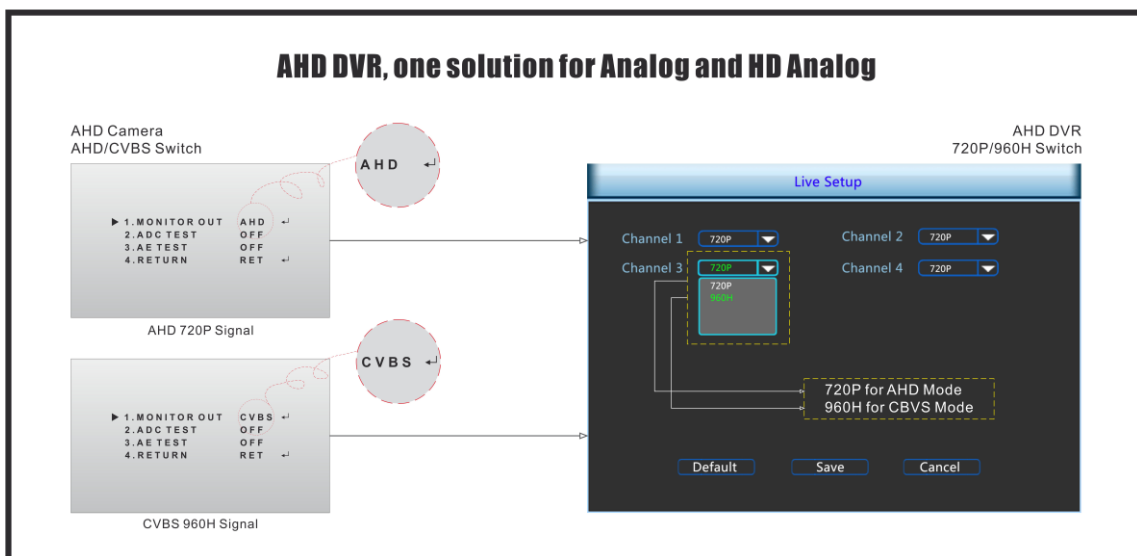 AHD DVR, one solution for Analog and HD Analog
AHD Camera
AHD/CVBS Switch
AHD ↵
▶ 1.MONITOR OUT AHD ↵
2.ADC TEST OFF
3.AE TEST OFF
4.RETURN RET ↵
AHD 720P Signal
CVBS ↵
▶ 1.MONITOR OUT CVBS ↵
2.ADC TEST OFF
3.AE TEST OFF
4.RETURN RET ↵
CVBS 960H Signal
AHD DVR
720P/960H Switch
Live Setup
Channel 1 720P Channel 2 720P
Channel 3 720P Channel 4 720P
720P
960H
720P for AHD Mode
960H for CBVS Mode
Default Save Cancel